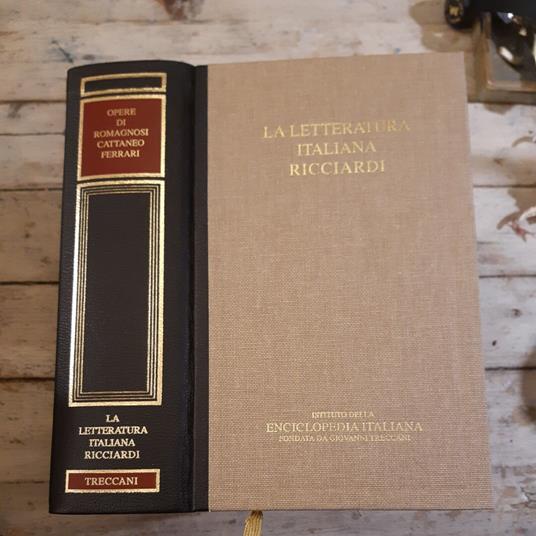 OPERE
DI
ROMAGNOSI
CATTANEO
FERRARI
LA
LETTERATURA
ITALIANA
RICCIARDI
TRECCANI
LA LETTERATURA
ITALIANA
RICCIARDI
ISTITUTO DELLA
ENCICLOPEDIA ITALIANA
FONDATA DA GIOVANNI TRECCANI